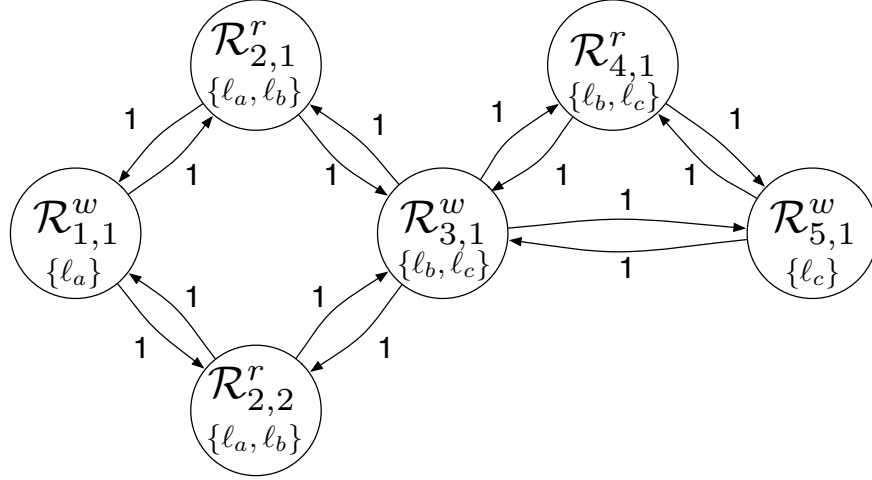 ℛ^r_{2,1}
{ℓ_a, ℓ_b}
ℛ^r_{4,1}
{ℓ_b, ℓ_c}
1
1
1
1
1
1
1
1
ℛ^w_{1,1}
{ℓ_a}
ℛ^w_{3,1}
{ℓ_b, ℓ_c}
1
1
ℛ^w_{5,1}
{ℓ_c}
1
1
1
1
ℛ^r_{2,2}
{ℓ_a, ℓ_b}